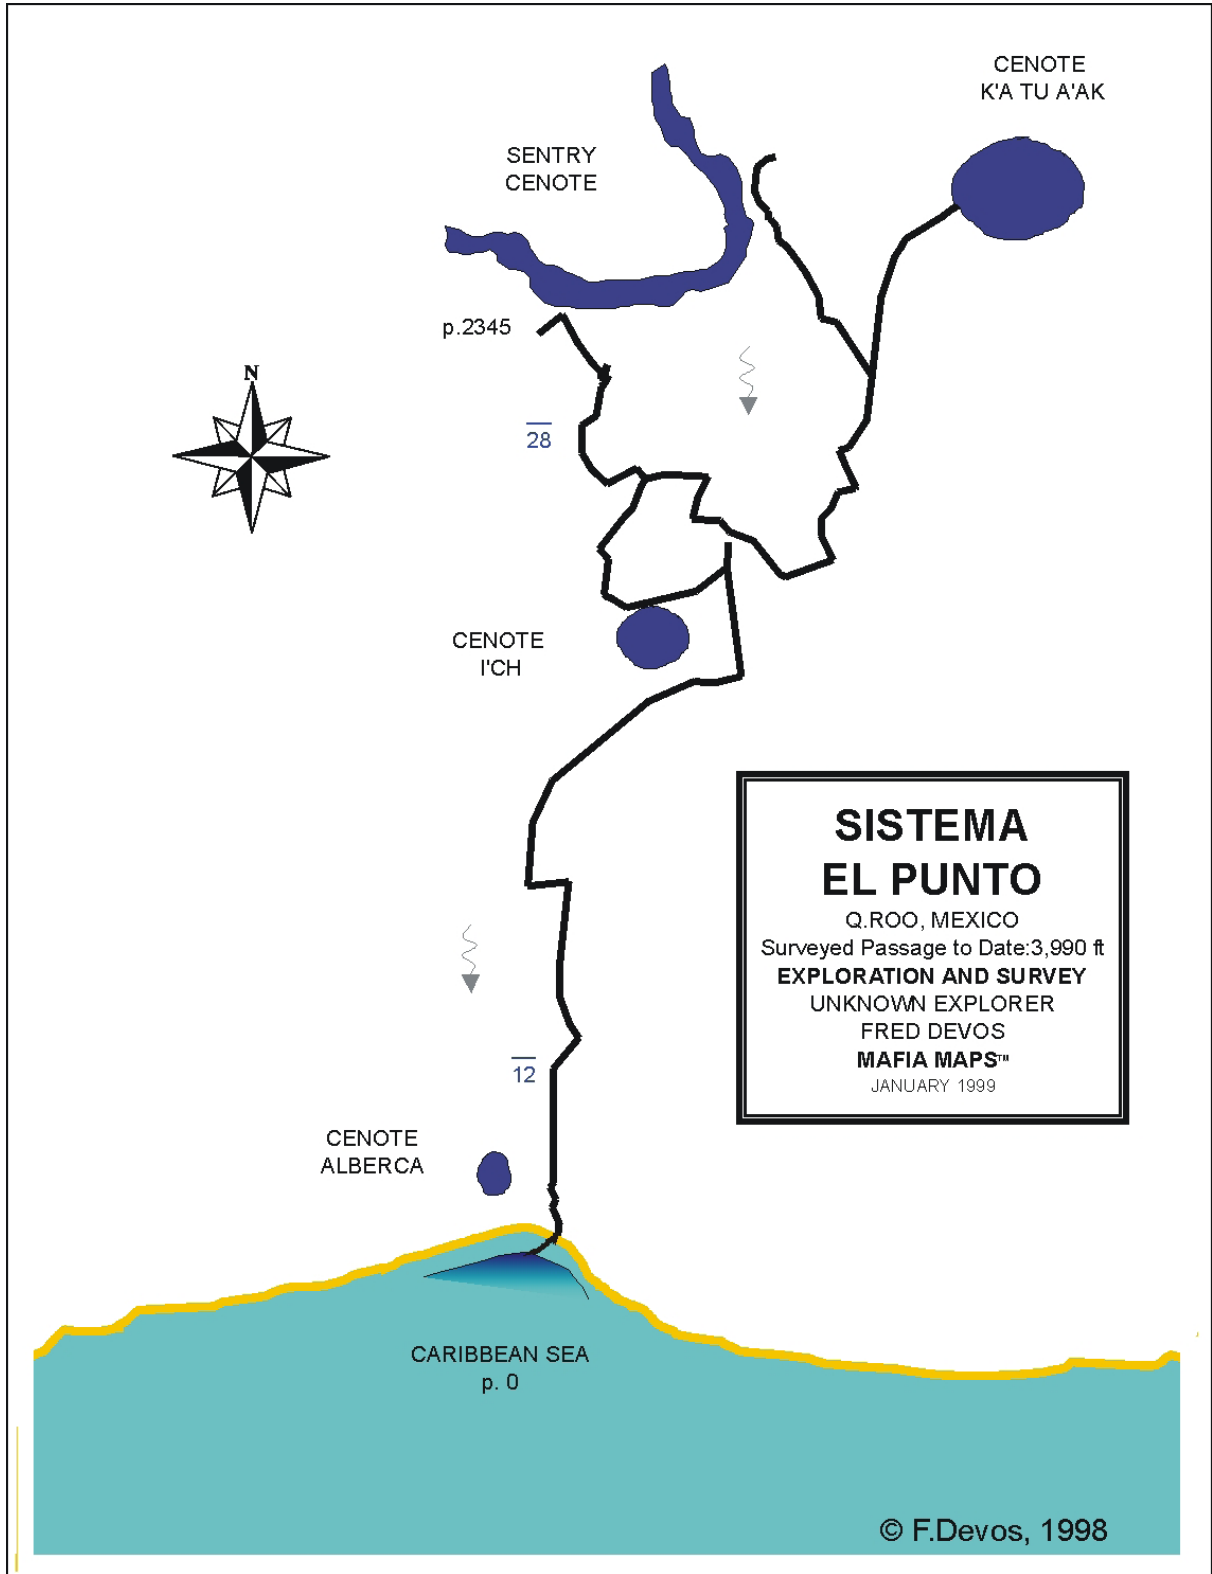 CENOTE
K'A TU A'AK
SENTRY
CENOTE
p.2345
N
28
CENOTE
I'CH
SISTEMA
EL PUNTO
Q.ROO, MEXICO
Surveyed Passage to Date:3,990 ft
EXPLORATION AND SURVEY
UNKNOWN EXPLORER
FRED DEVOS
MAFIA MAPS™
JANUARY 1999
12
CENOTE
ALBERCA
CARIBBEAN SEA
p. 0
© F.Devos, 1998